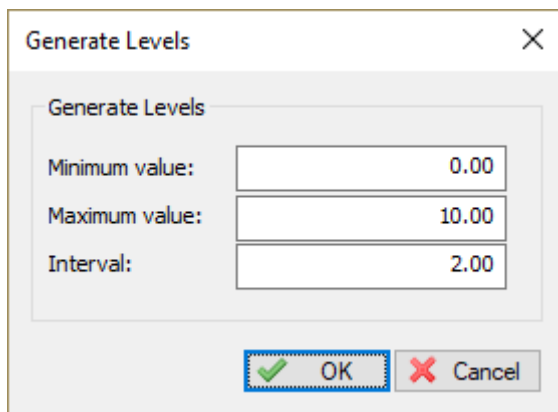 Generate Levels
Generate Levels
Minimum value: 0.00
Maximum value: 10.00
Interval: 2.00
OK Cancel